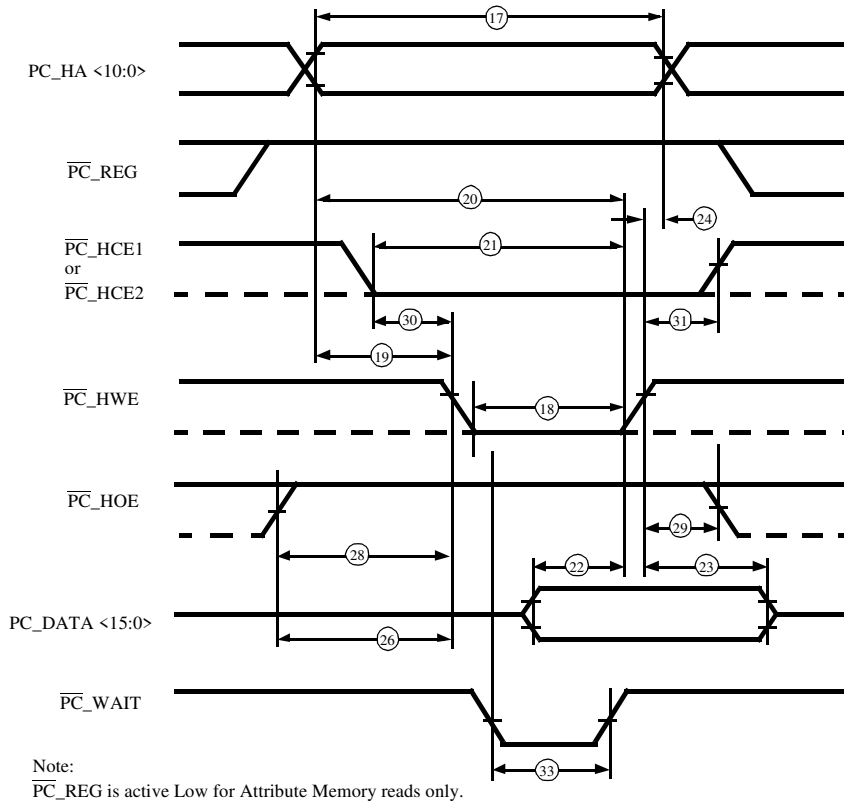 17
PC_HA <10:0>
PC_REG
20
24
PC_HCE1
or
PC_HCE2
21
30
31
19
PC_HWE
18
PC_HOE
29
28
22
23
PC_DATA <15:0>
26
PC_WAIT
33
Note:
PC_REG is active Low for Attribute Memory reads only.